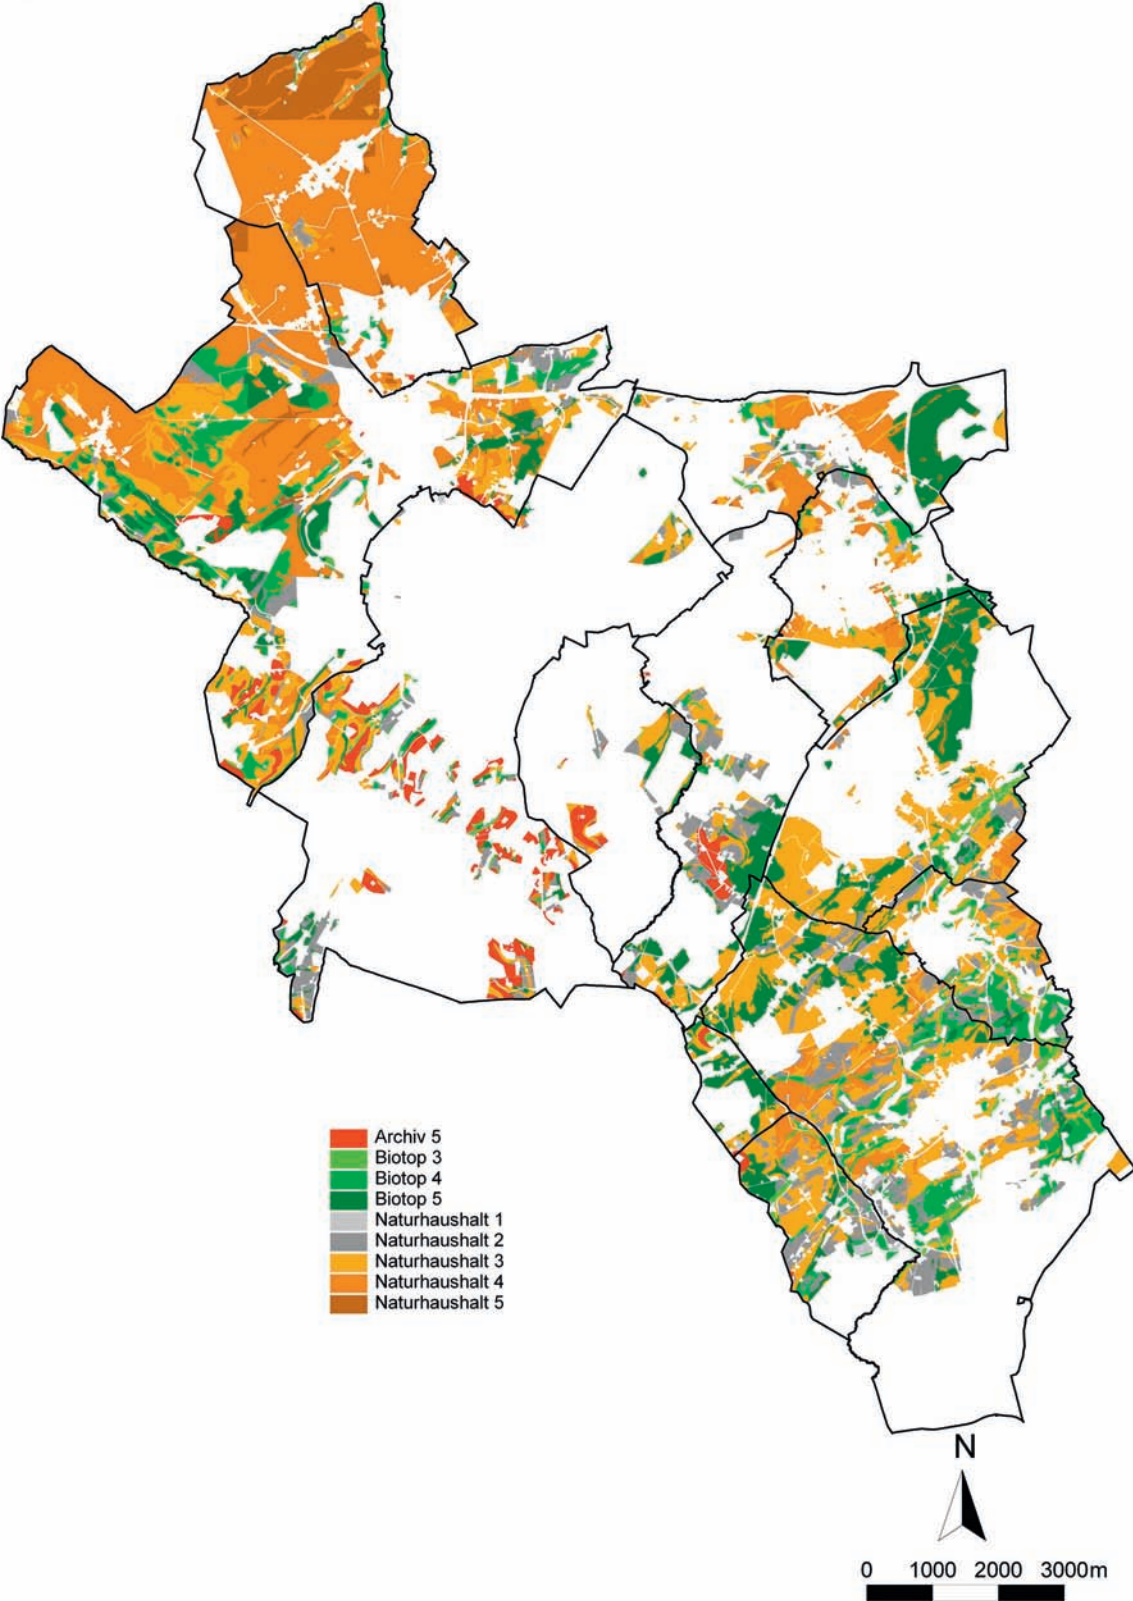 Archiv 5
Biotop 3
Biotop 4
Biotop 5
Naturhaushalt 1
Naturhaushalt 2
Naturhaushalt 3
Naturhaushalt 4
Naturhaushalt 5
N
0 1000 2000 3000m